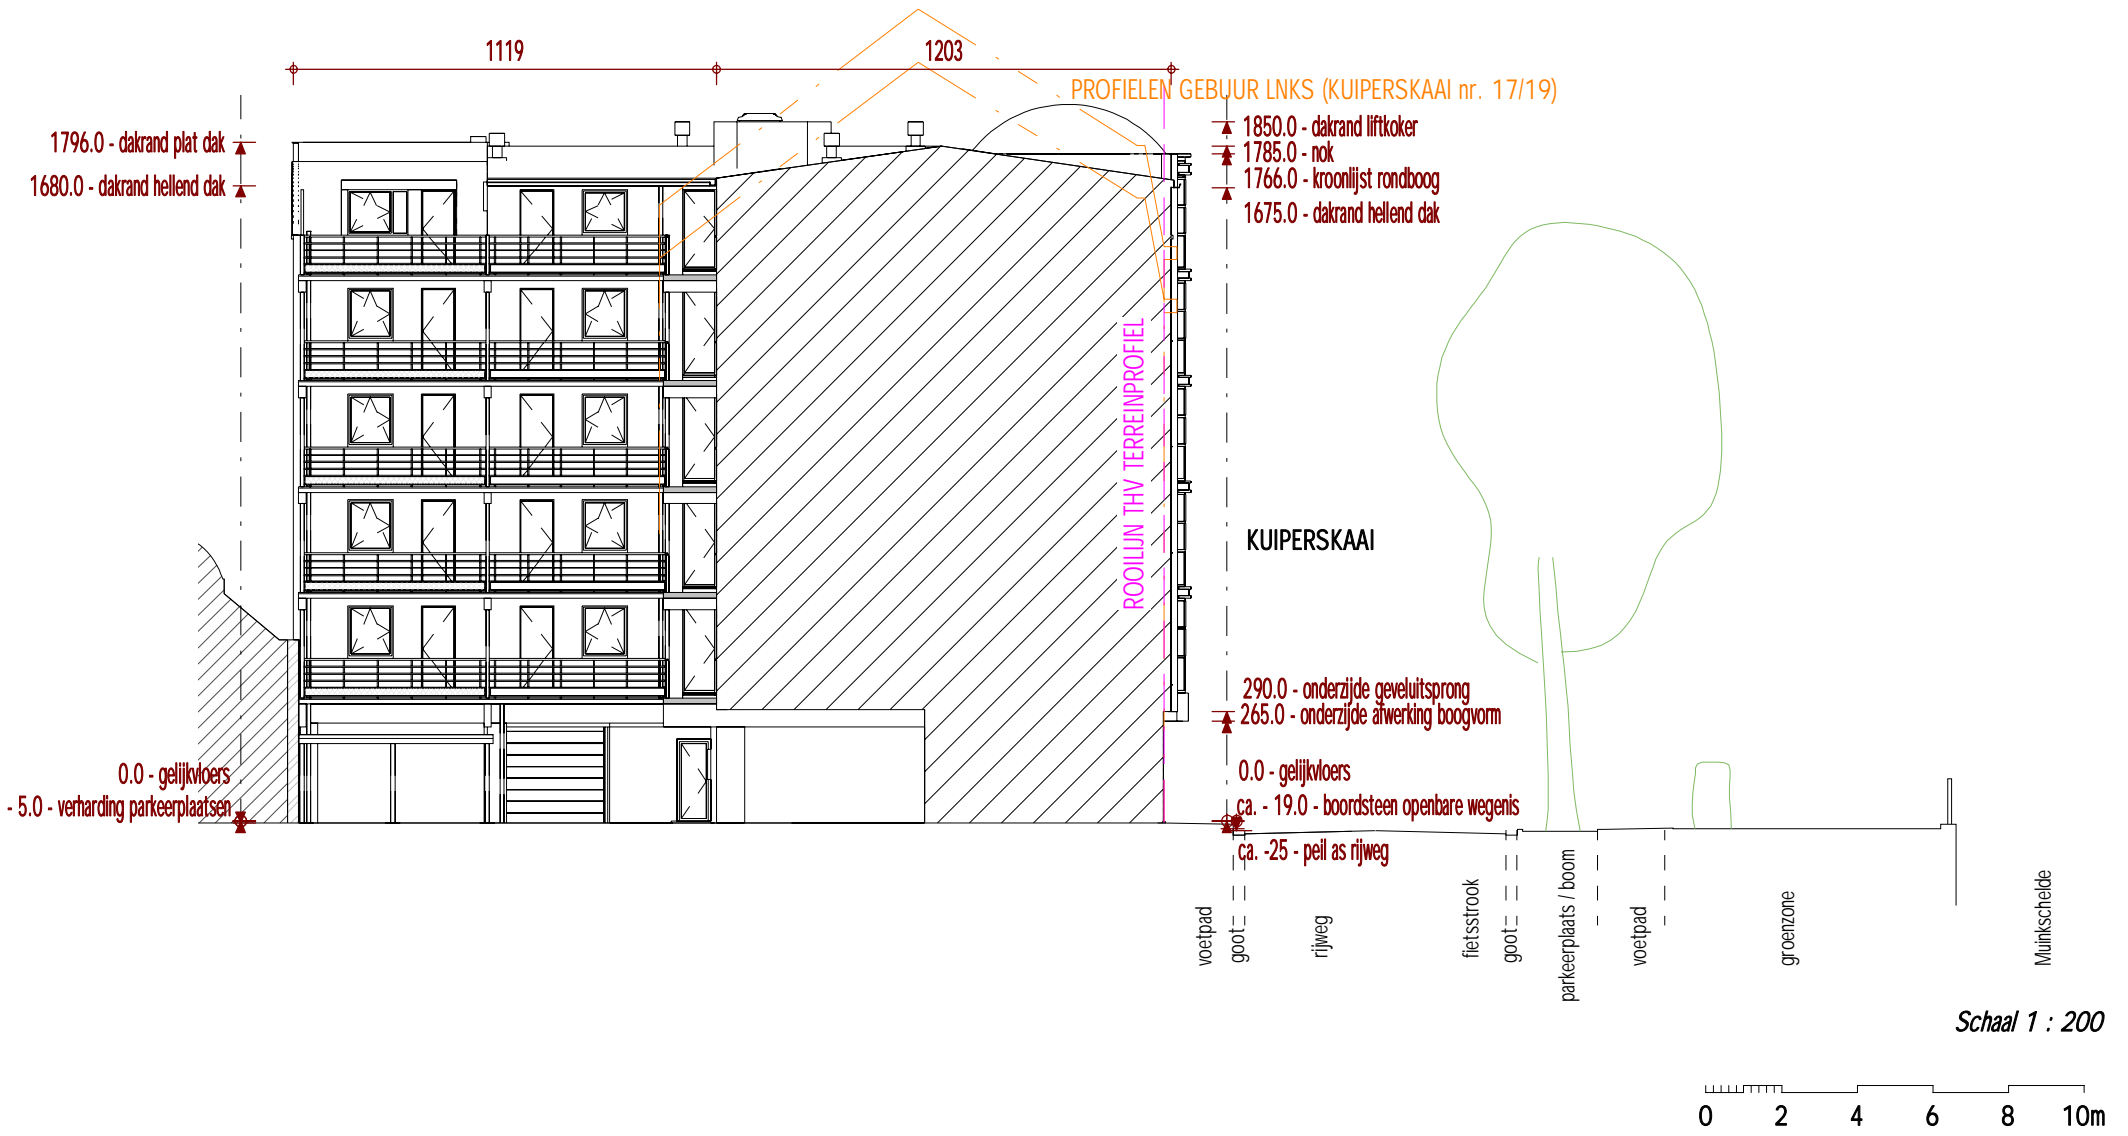 1119
1203
PROFIELEN GEBUUR LNKS (KUIPERSKAAI nr. 17/19)
1796.0 - dakrand plat dak
1680.0 - dakrand hellend dak
1850.0 - dakrand liftkoker
1785.0 - nok
1766.0 - kroonlijst rondboog
1675.0 - dakrand hellend dak
ROOILIJN THV TERREINPROFIEL
KUIPERSKAAI
290.0 - onderzijde geveluitsprong
265.0 - onderzijde afwerking boogvorm
0.0 - gelijkvloers
- 5.0 - verharding parkeerplaatsen
0.0 - gelijkvloers
ca. - 19.0 - boordsteen openbare wegenis
ca. -25 - peil as rijweg
voetpad
goot
rijweg
fietsstrook
goot
parkeerplaats / boom
voetpad
groenzone
Muinkschelde
Schaal 1 : 200
0 2 4 6 8 10m